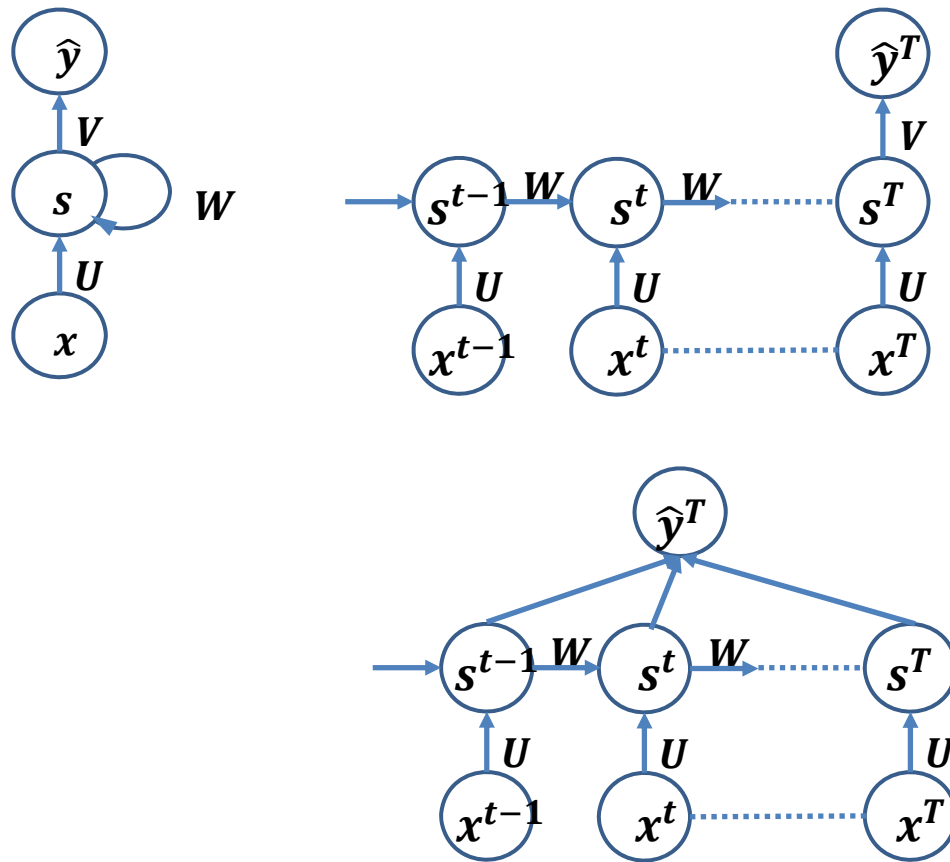 ŷ
V
s
W
U
x
ŷ^T
V
s^{t-1} W s^t W s^T
U U U
x^{t-1} x^t x^T
ŷ^T
s^{t-1} W s^t W s^T
U U U
x^{t-1} x^t x^T